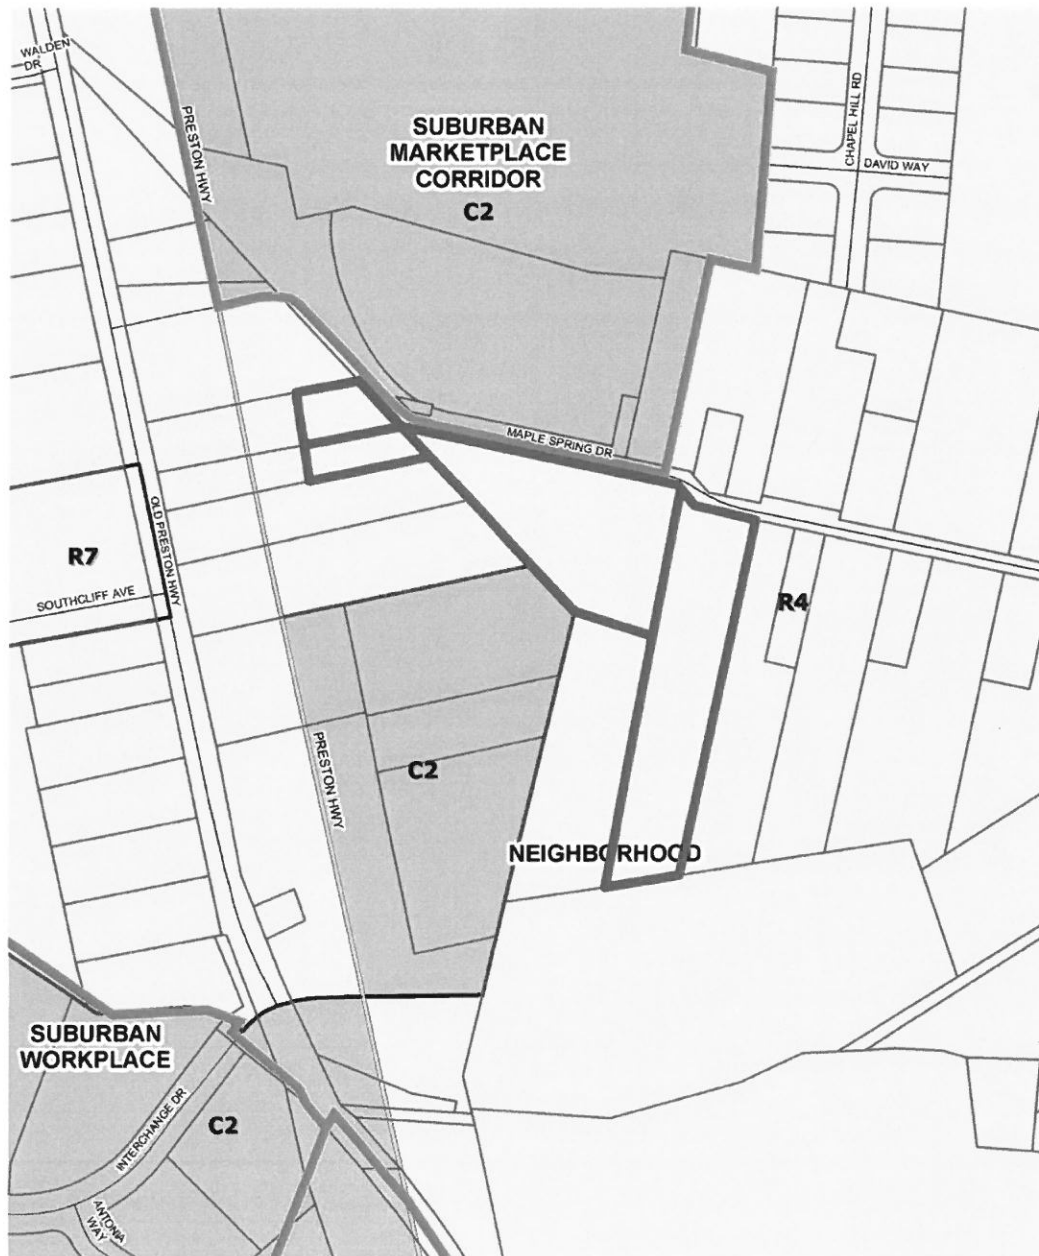 WALDEN
DR
PRESTON HWY
SUBURBAN
MARKETPLACE
CORRIDOR
C2
CHAPEL HILL RD
DAVID WAY
MAPLE SPRING DR
OLD PRESTON HWY
R7
SOUTHCLIFF AVE
R4
PRESTON HWY
C2
NEIGHBORHOOD
SUBURBAN
WORKPLACE
INTERCHANGE DR
C2
ANTONIA
WAY